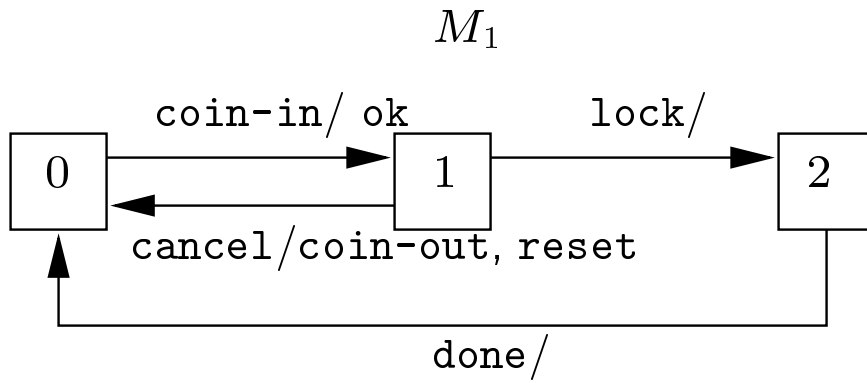 M₁
coin-in/ ok
lock/
0
1
2
cancel/coin-out, reset
done/